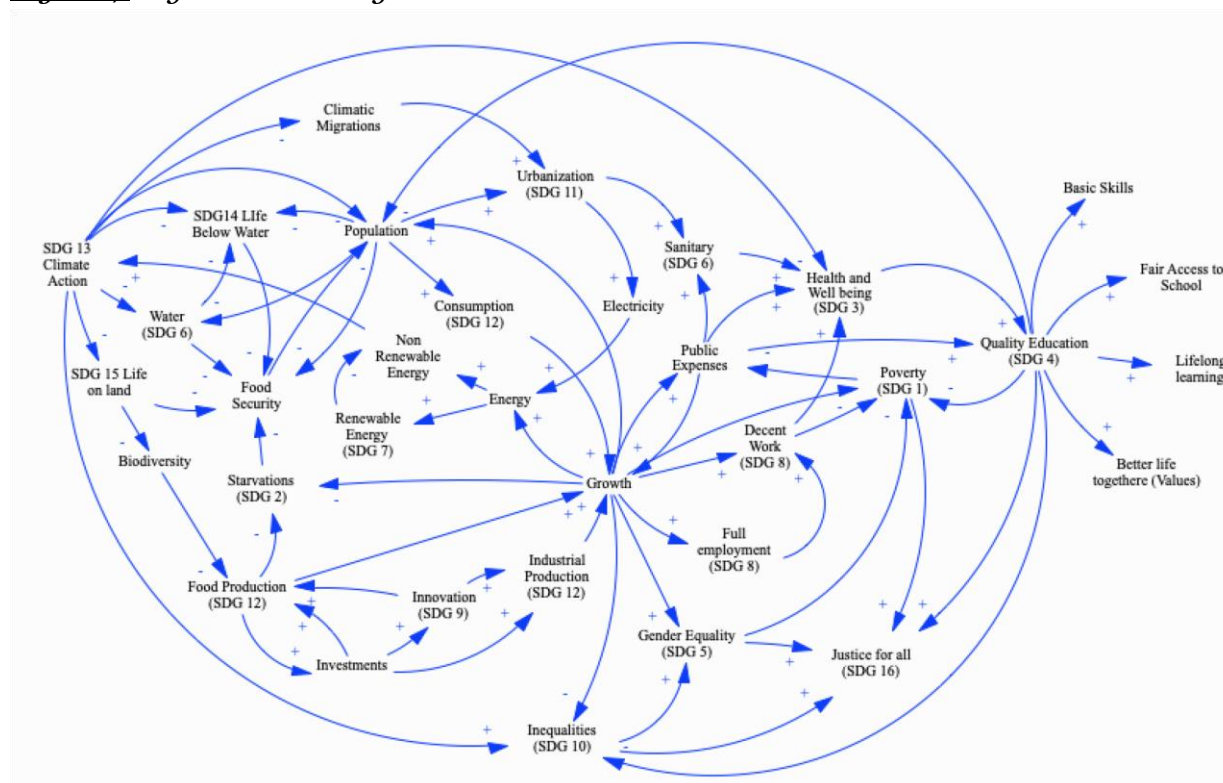 Climatic
Migrations
Urbanization
(SDG 11)
Basic Skills
SDG14 LIfe
Below Water
Population
SDG 13
Climate
Action
Sanitary
(SDG 6)
Health and
Well being
(SDG 3)
Fair Access to
School
Water
(SDG 6)
Consumption
(SDG 12)
Electricity
Non
Renewable
Energy
Public
Expenses
Quality Education
(SDG 4)
Lifelong
learning
SDG 15 Life
on land
Food
Security
Energy
Poverty
(SDG 1)
Renewable
Energy
(SDG 7)
Decent
Work
(SDG 8)
Biodiversity
Starvations
(SDG 2)
Growth
Better life
togethere (Values)
Full
employment
(SDG 8)
Food Production
(SDG 12)
Innovation
(SDG 9)
Industrial
Production
(SDG 12)
Investments
Gender Equality
(SDG 5)
Justice for all
(SDG 16)
Inequalities
(SDG 10)